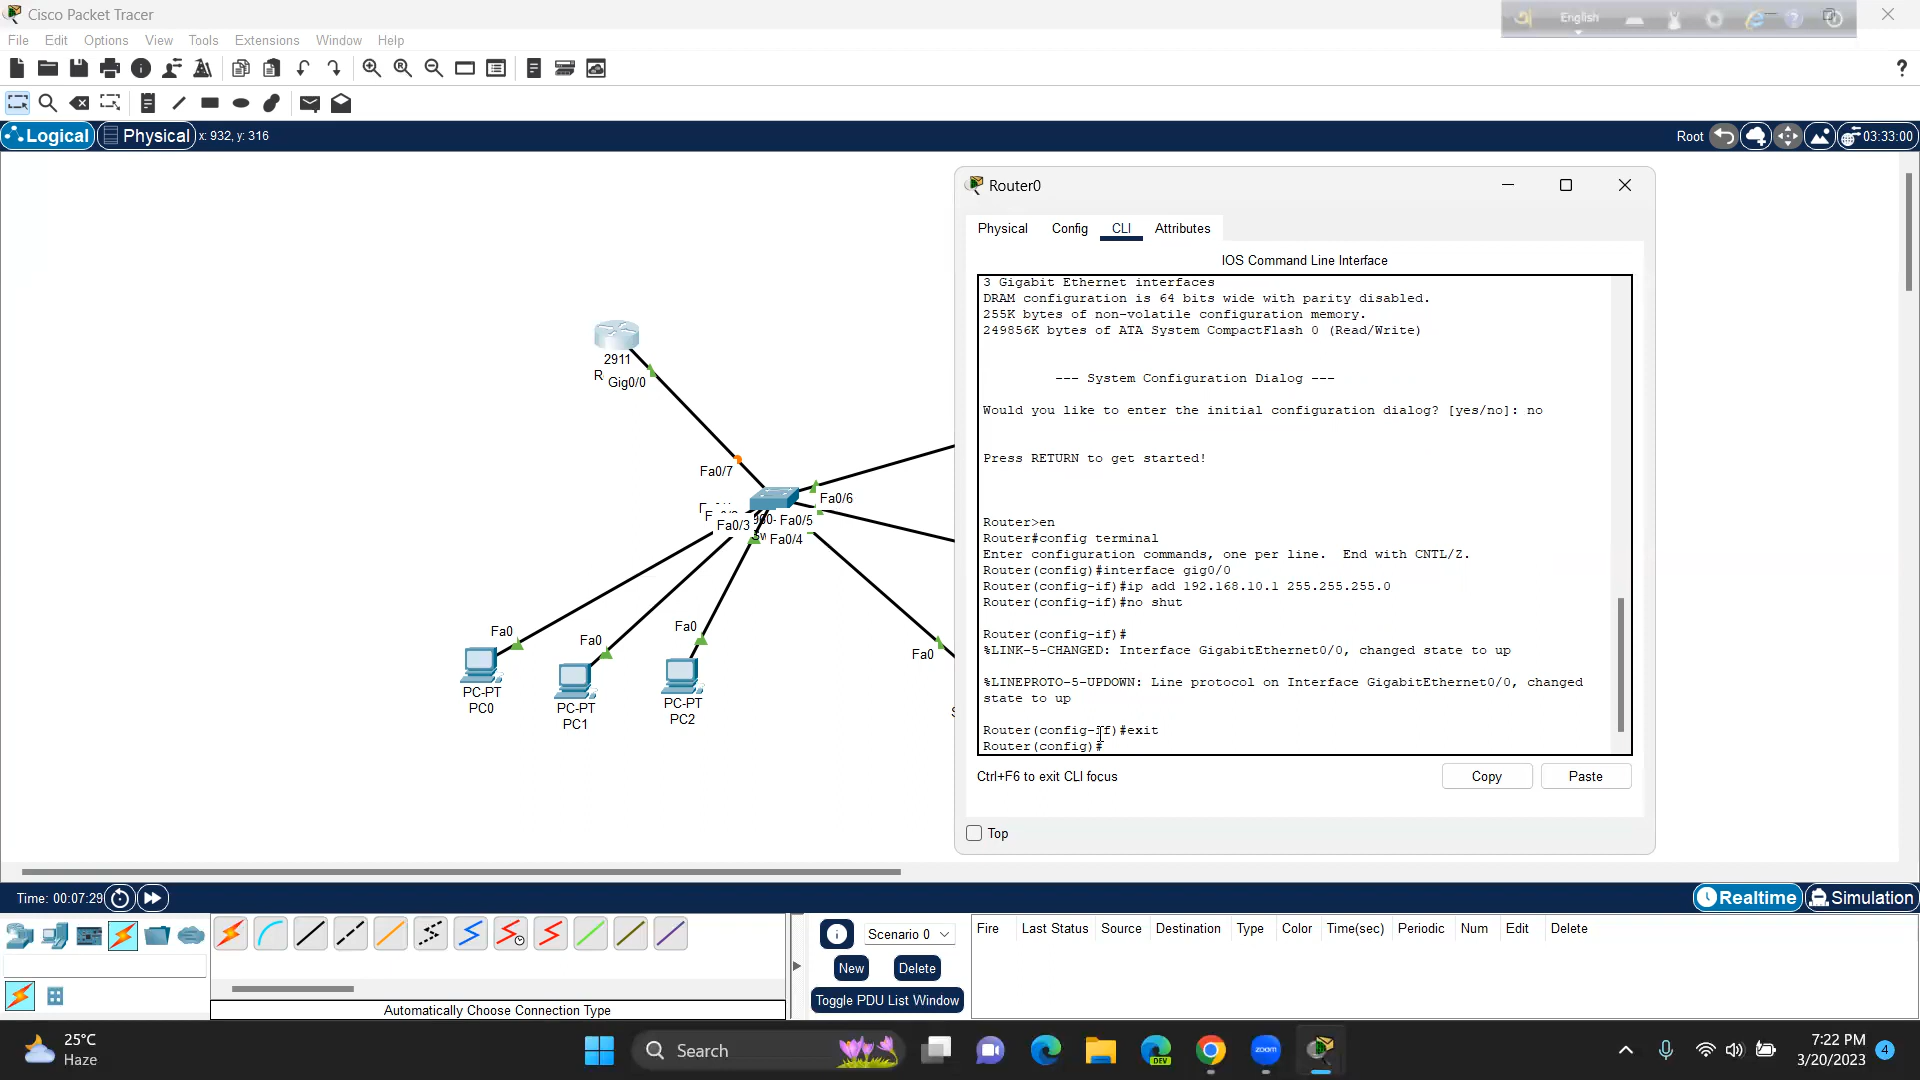 Cisco Packet Tracer
English
File Edit Options View Tools Extensions Window Help
?
Logical Physical x: 932, y: 316
Root 03:33:00
Router0
Physical Config CLI Attributes
IOS Command Line Interface
3 Gigabit Ethernet interfaces
DRAM configuration is 64 bits wide with parity disabled.
255K bytes of non-volatile configuration memory.
249856K bytes of ATA System CompactFlash 0 (Read/Write)
--- System Configuration Dialog ---
Would you like to enter the initial configuration dialog? [yes/no]: no
Press RETURN to get started!
Router>en
Router#config terminal
Enter configuration commands, one per line. End with CNTL/Z.
Router(config)#interface gig0/0
Router(config-if)#ip add 192.168.10.1 255.255.255.0
Router(config-if)#no shut
Router(config-if)#
%LINK-5-CHANGED: Interface GigabitEthernet0/0, changed state to up
%LINEPROTO-5-UPDOWN: Line protocol on Interface GigabitEthernet0/0, changed
state to up
Router(config-if)#exit
Router(config)#
Ctrl+F6 to exit CLI focus
Copy Paste
Top
2911
R
Gig0/0
Fa0/7
Fa0/6
Fa0/5
Fa0/3
Fa0/4
Fa0
Fa0
Fa0
Fa0
PC-PT
PC0
PC-PT
PC1
PC-PT
PC2
Time: 00:07:29
Realtime Simulation
Scenario 0
New Delete
Toggle PDU List Window
Fire Last Status Source Destination Type Color Time(sec) Periodic Num Edit Delete
Automatically Choose Connection Type
25°C
Haze
Search
DEV
zoom
7:22 PM
3/20/2023
4